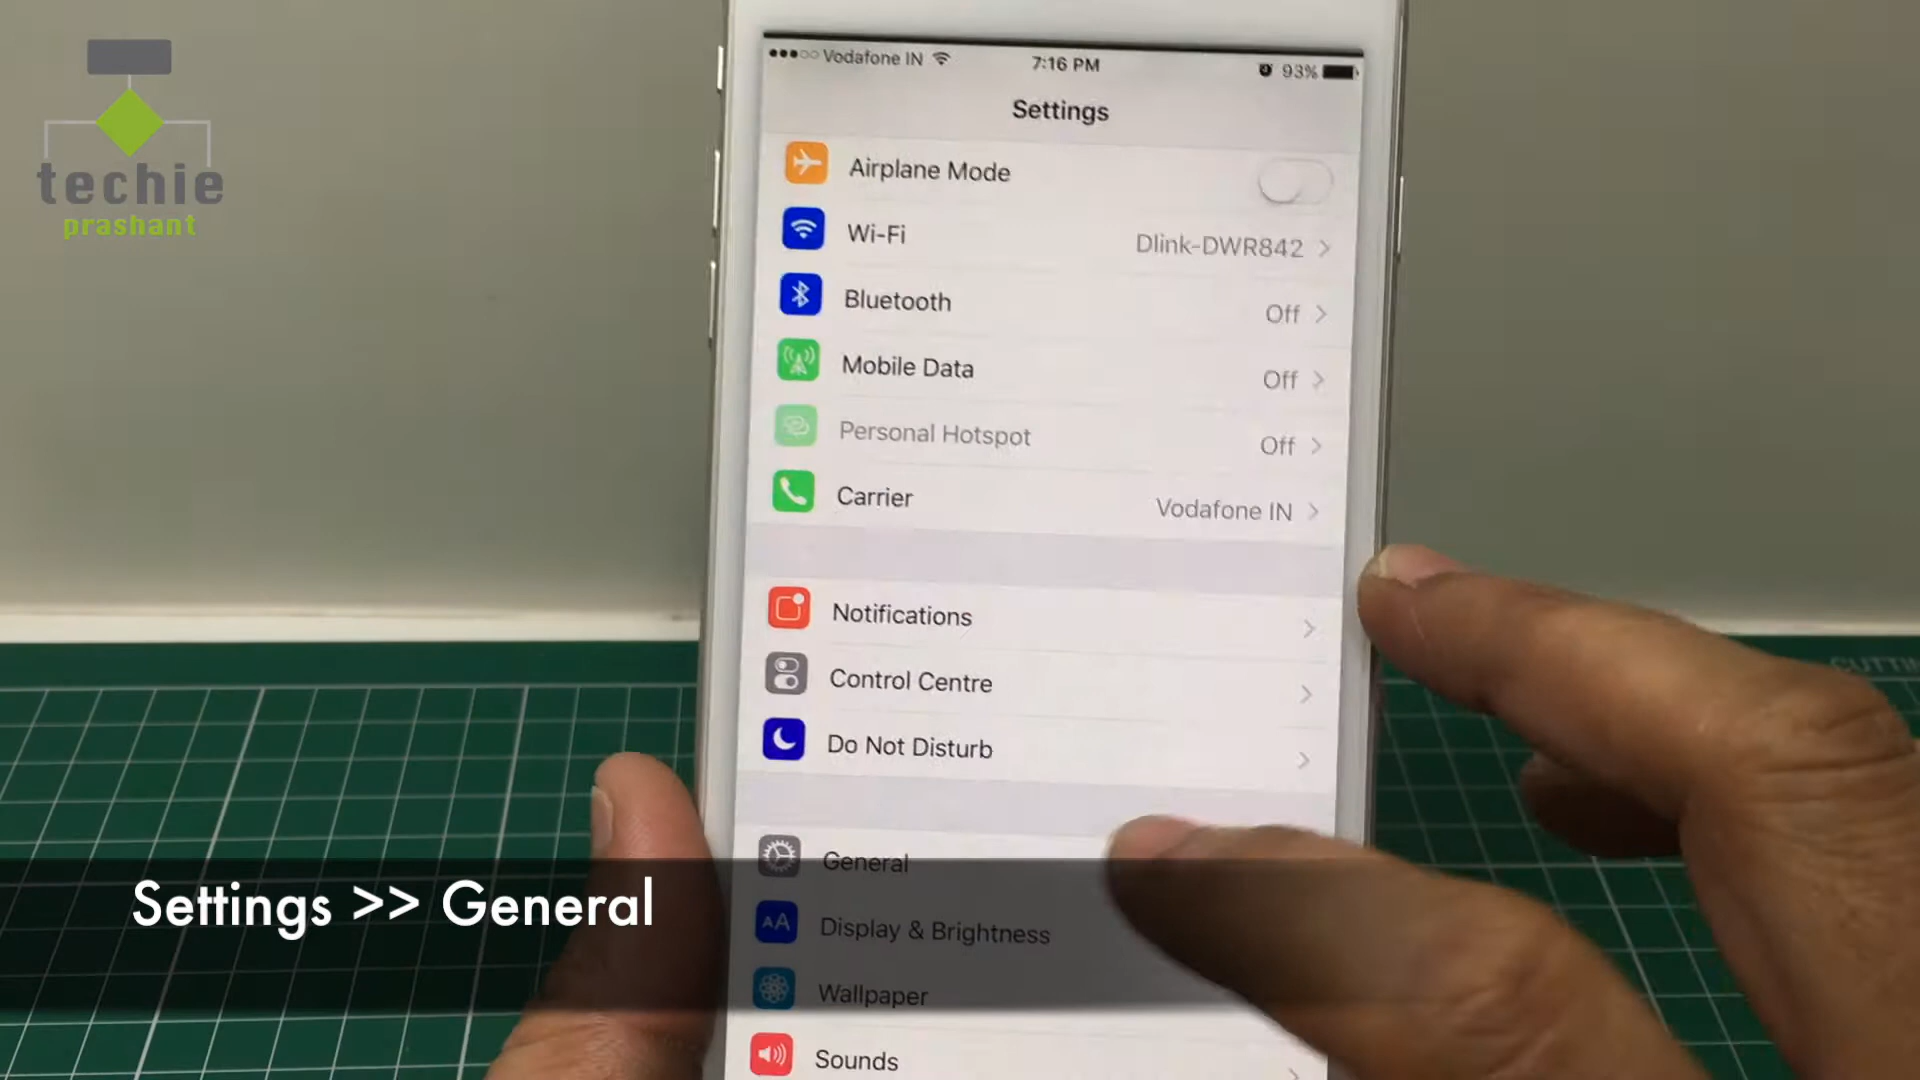 techie
prashant
Vodafone IN
7:16 PM
93%
Settings
Airplane Mode
Wi-Fi
Dlink-DWR842
Bluetooth
Off
Mobile Data
Off
Personal Hotspot
Off
Carrier
Vodafone IN
Notifications
Control Centre
Do Not Disturb
General
Settings >> General
AA
Display & Brightness
Wallpaper
Sounds